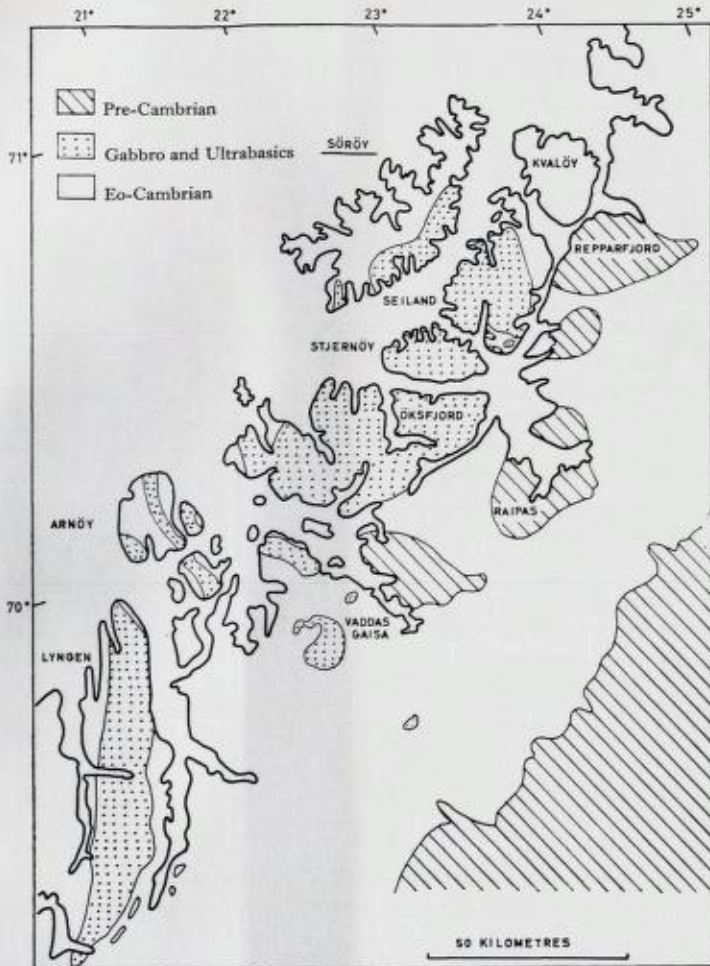 21° 22° 23° 24° 25°
Pre-Cambrian
71° Gabbro and Ultrabasics SÖRÖY
Eo-Cambrian
KVALÖY
REPPARFJORD
SEILAND
STJERNÖY
ÖKSFJORD
RAIPAS
ARNÖY
70°
VADDAS
GAISA
LYNGEN
50 KILOMETRES